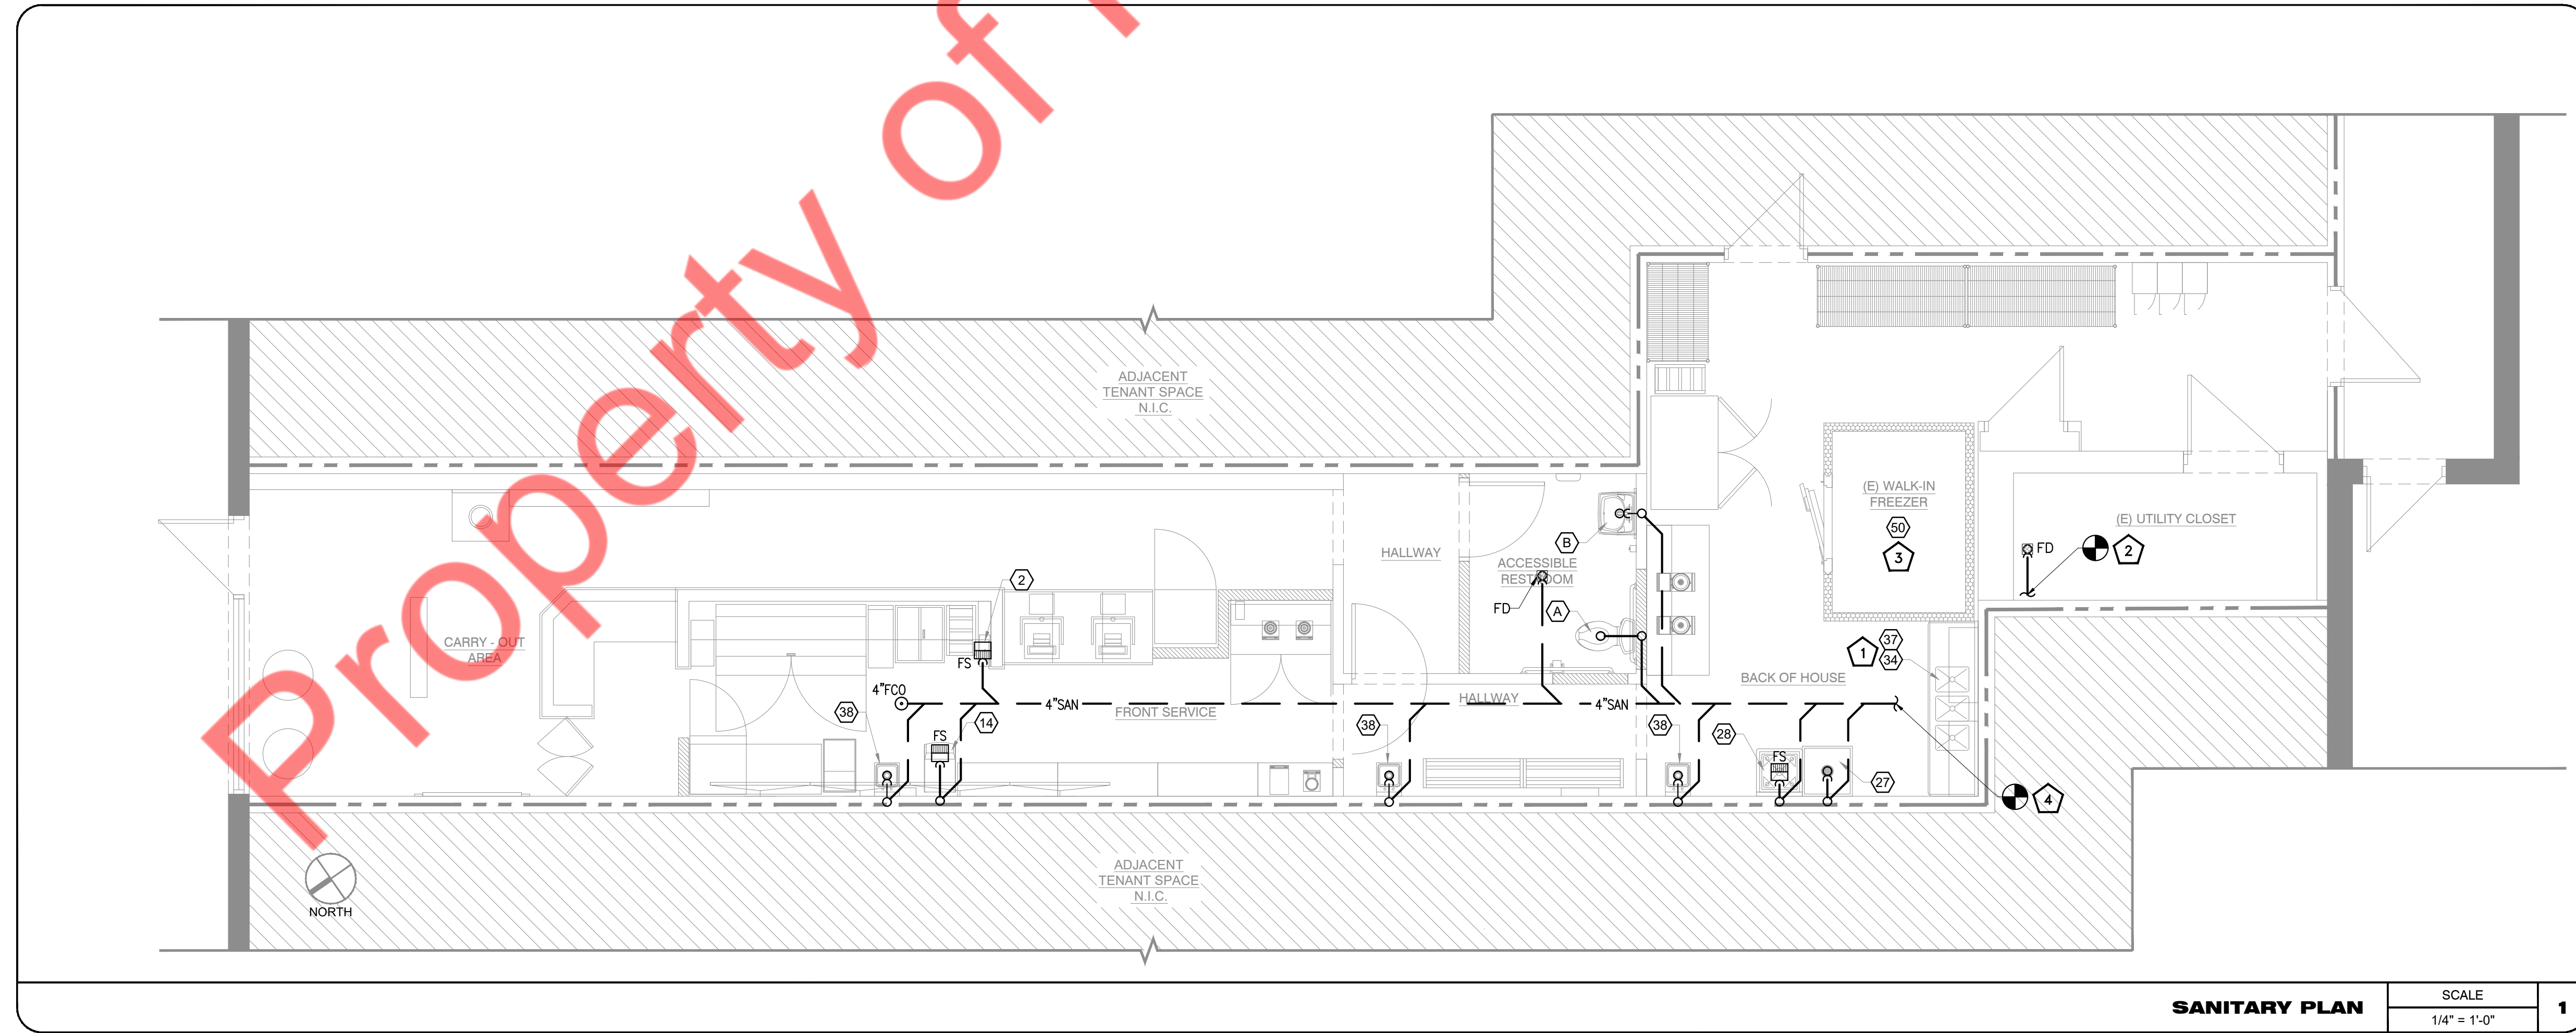 Property of
ADJACENT
TENANT SPACE
N.I.C.
(E) WALK-IN
FREEZER
50
3
(E) UTILITY CLOSET
FD
2
HALLWAY
B
ACCESSIBLE
RESTROOM
FD
A
2
FS
CARRY - OUT
AREA
37
1
34
BACK OF HOUSE
4"FCO
4"SAN
FRONT SERVICE
HALLWAY
4"SAN
38
FS
14
38
38
28
FS
27
4
ADJACENT
TENANT SPACE
N.I.C.
NORTH
SANITARY PLAN
SCALE
1/4" = 1'-0"
1